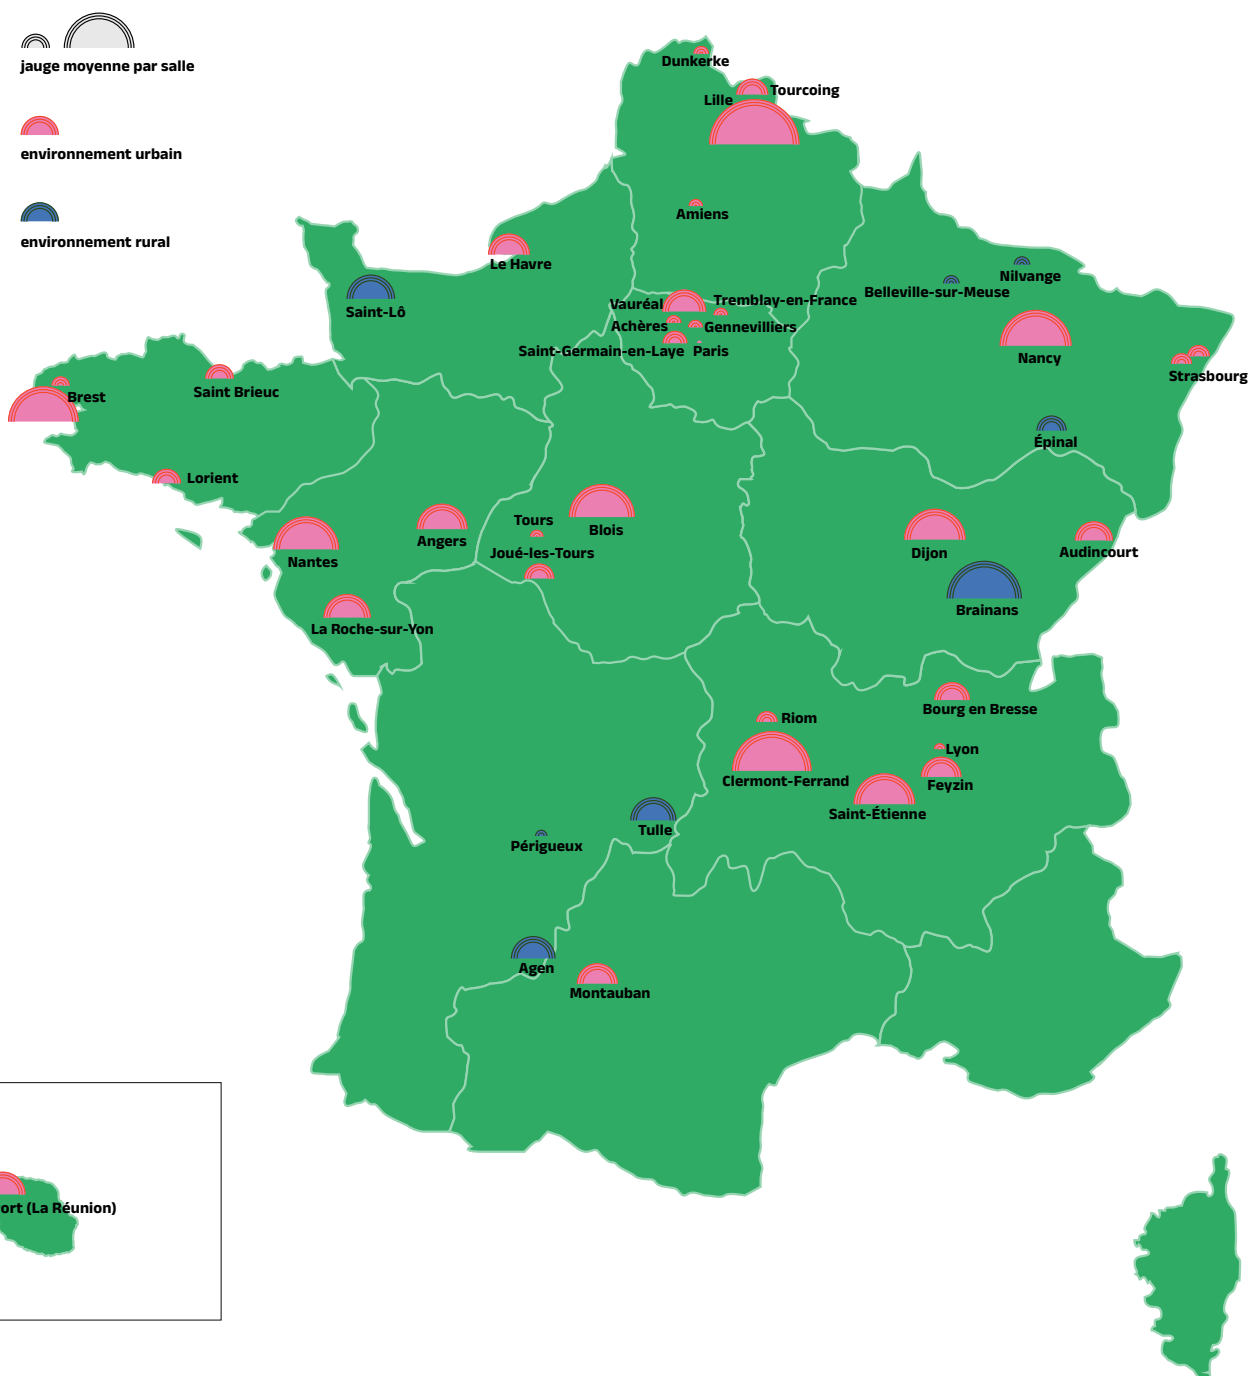 jauge moyenne par salle
environnement urbain
environnement rural
Dunkerke
Tourcoing
Lille
Amiens
Le Havre
Saint-Lô
Nilvange
Belleville-sur-Meuse
Vauréal
Tremblay-en-France
Achères
Gennevilliers
Saint-Germain-en-Laye
Paris
Nancy
Strasbourg
Saint Brieuc
Brest
Épinal
Lorient
Tours
Blois
Angers
Joué-les-Tours
Nantes
Dijon
Audincourt
Brainans
La Roche-sur-Yon
Bourg en Bresse
Riom
Lyon
Clermont-Ferrand
Feyzin
Saint-Étienne
Tulle
Périgueux
Agen
Montauban
ort (La Réunion)